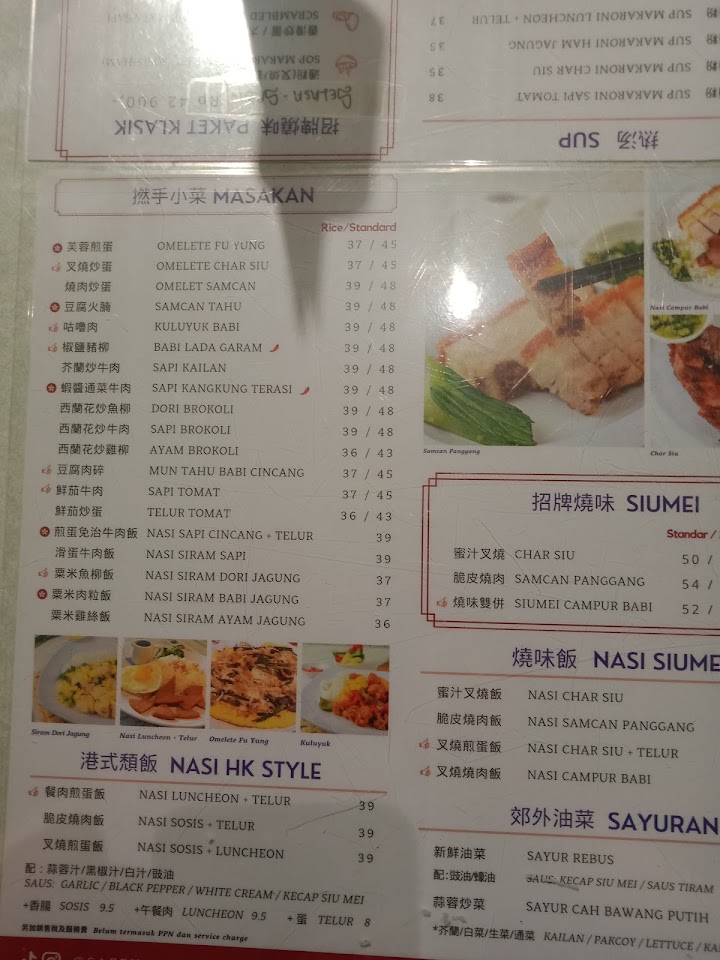 粉 SUP MAKARONI LUNCHEON + TELUR 37
粉 SUP MAKARONI HAM JAGUNG 35
粉 SUP MAKARONI CHAR SIU 35
粉 SUP MAKARONI SAPI TOMAT 38
热汤 SUP
SCRAMBLED
招牌燒味 PAKET KLASIK
撚手小菜 MASAKAN
Rice/Standard
芙蓉煎蛋 OMELETE FU YUNG 37 / 45
叉燒炒蛋 OMELETE CHAR SIU 37 / 45
燒肉炒蛋 OMELET SAMCAN 39 / 48
豆腐火腩 SAMCAN TAHU 39 / 48
咕嚕肉 KULUYUK BABI 39 / 48
椒鹽豬柳 BABI LADA GARAM 39 / 48
芥蘭炒牛肉 SAPI KAILAN 39 / 48
蝦醬通菜牛肉 SAPI KANGKUNG TERASI 39 / 48
西蘭花炒魚柳 DORI BROKOLI 39 / 48
西蘭花炒牛肉 SAPI BROKOLI 39 / 48
西蘭花炒雞柳 AYAM BROKOLI 36 / 43
豆腐肉碎 MUN TAHU BABI CINCANG 37 / 45
鮮茄牛肉 SAPI TOMAT 37 / 45
鮮茄炒蛋 TELUR TOMAT 36 / 43
煎蛋免治牛肉飯 NASI SAPI CINCANG + TELUR 39
滑蛋牛肉飯 NASI SIRAM SAPI 39
粟米魚柳飯 NASI SIRAM DORI JAGUNG 37
粟米肉粒飯 NASI SIRAM BABI JAGUNG 37
粟米雞絲飯 NASI SIRAM AYAM JAGUNG 36
Siram Dori Jagung
Nasi Luncheon + Telur
Omelete Fu Yung
Kuluyuk
港式頹飯 NASI HK STYLE
餐肉煎蛋飯 NASI LUNCHEON + TELUR 39
脆皮燒肉飯 NASI SOSIS + TELUR 39
叉燒煎蛋飯 NASI SOSIS + LUNCHEON 39
配：蒜蓉汁/黑椒汁/白汁/豉油
SAUS: GARLIC / BLACK PEPPER / WHITE CREAM / KECAP SIU MEI
+香腸 SOSIS 9.5 +午餐肉 LUNCHEON 9.5 +蛋 TELUR 8
另加銷售稅及服務費 Belum termasuk PPN dan service charge
Samcan Panggang
Nasi Campur Babi
Char Siu
招牌燒味 SIUMEI
Standar /
蜜汁叉燒 CHAR SIU 50 /
脆皮燒肉 SAMCAN PANGGANG 54 /
燒味雙併 SIUMEI CAMPUR BABI 52 /
燒味飯 NASI SIUME
蜜汁叉燒飯 NASI CHAR SIU
脆皮燒肉飯 NASI SAMCAN PANGGANG
叉燒煎蛋飯 NASI CHAR SIU + TELUR
叉燒燒肉飯 NASI CAMPUR BABI
郊外油菜 SAYURAN
新鮮油菜 SAYUR REBUS
配:豉油/蠔油 SAUS: KECAP SIU MEI / SAUS TIRAM
蒜蓉炒菜 SAYUR CAH BAWANG PUTIH
*芥蘭/白菜/生菜/通菜 KAILAN / PAKCOY / LETTUCE / KA